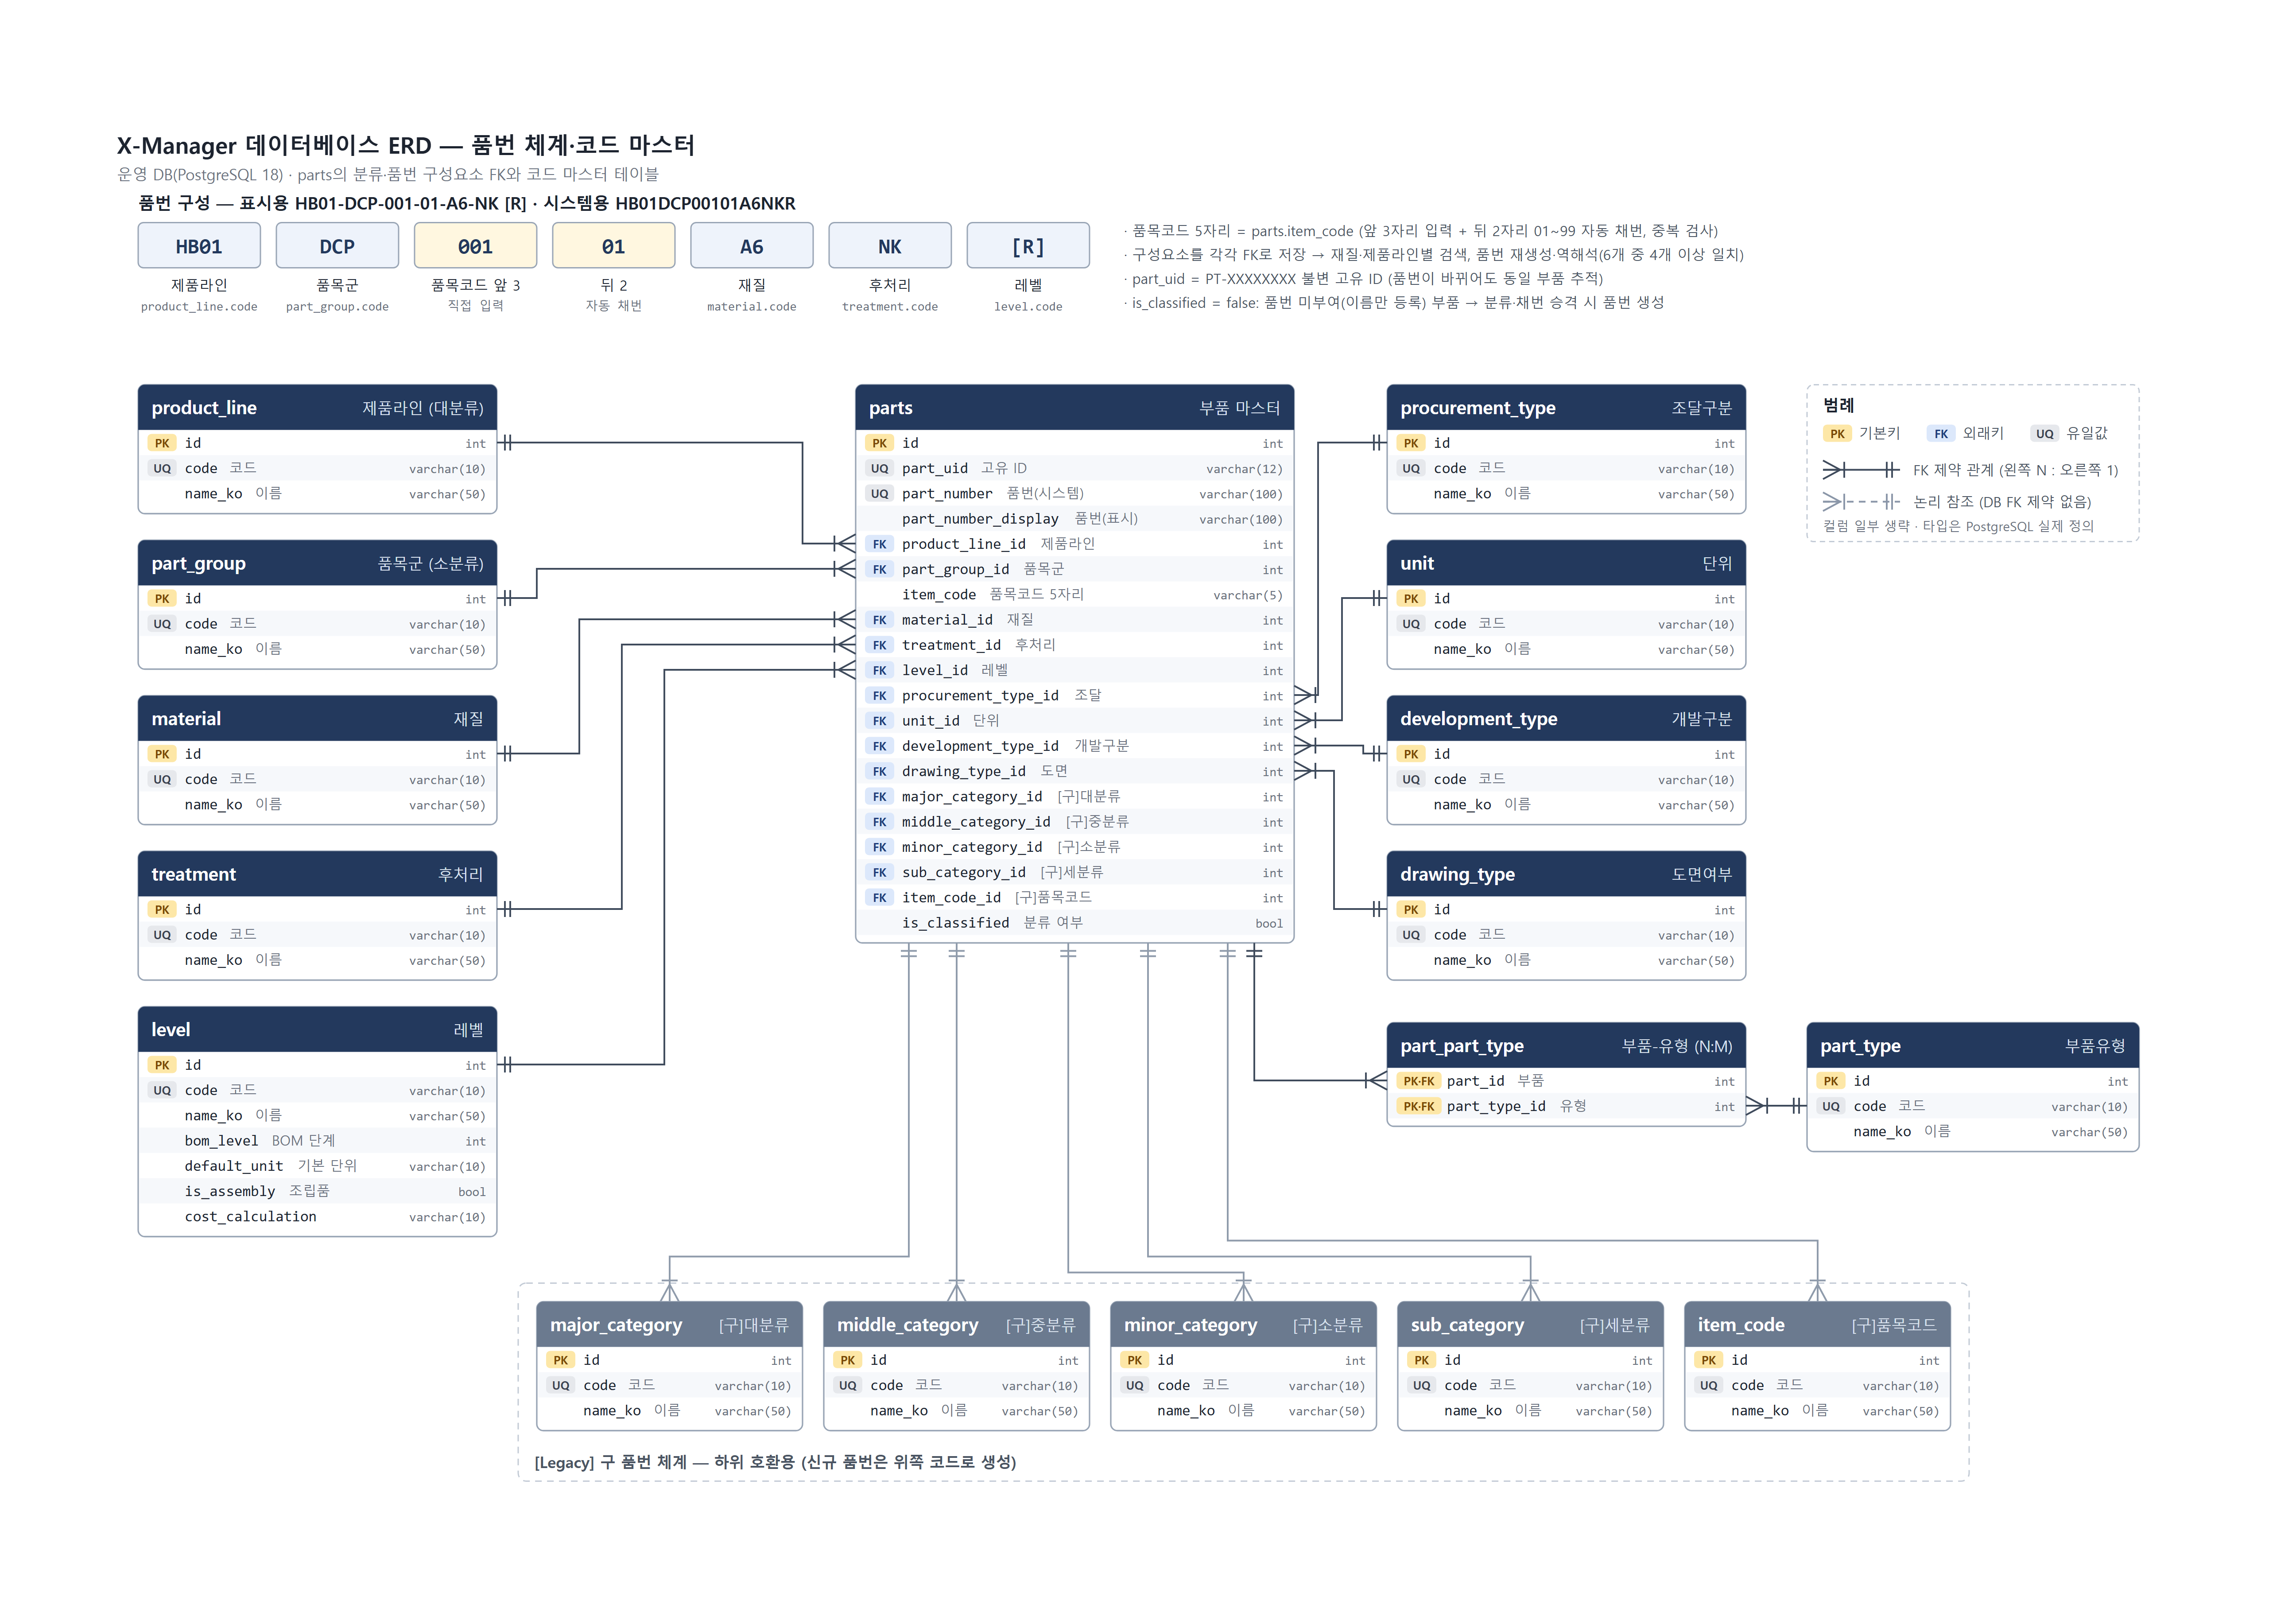 X-Manager 데이터베이스 ERD — 품번 체계·코드 마스터
운영 DB(PostgreSQL 18) · parts의 분류·품번 구성요소 FK와 코드 마스터 테이블
품번 구성 — 표시용 HB01-DCP-001-01-A6-NK [R] · 시스템용 HB01DCP00101A6NKR
HB01
제품라인
product_line.code
DCP
품목군
part_group.code
001
품목코드 앞 3
직접 입력
01
뒤 2
자동 채번
A6
재질
material.code
NK
후처리
treatment.code
[R]
레벨
level.code
· 품목코드 5자리 = parts.item_code (앞 3자리 입력 + 뒤 2자리 01~99 자동 채번, 중복 검사)
· 구성요소를 각각 FK로 저장 → 재질·제품라인별 검색, 품번 재생성·역해석(6개 중 4개 이상 일치)
· part_uid = PT-XXXXXXXX 불변 고유 ID (품번이 바뀌어도 동일 부품 추적)
· is_classified = false: 품번 미부여(이름만 등록) 부품 → 분류·채번 승격 시 품번 생성
product_line 제품라인 (대분류)
PK id int
UQ code 코드 varchar(10)
name_ko 이름 varchar(50)
part_group 품목군 (소분류)
PK id int
UQ code 코드 varchar(10)
name_ko 이름 varchar(50)
material 재질
PK id int
UQ code 코드 varchar(10)
name_ko 이름 varchar(50)
treatment 후처리
PK id int
UQ code 코드 varchar(10)
name_ko 이름 varchar(50)
level 레벨
PK id int
UQ code 코드 varchar(10)
name_ko 이름 varchar(50)
bom_level BOM 단계 int
default_unit 기본 단위 varchar(10)
is_assembly 조립품 bool
cost_calculation varchar(10)
parts 부품 마스터
PK id int
UQ part_uid 고유 ID varchar(12)
UQ part_number 품번(시스템) varchar(100)
part_number_display 품번(표시) varchar(100)
FK product_line_id 제품라인 int
FK part_group_id 품목군 int
item_code 품목코드 5자리 varchar(5)
FK material_id 재질 int
FK treatment_id 후처리 int
FK level_id 레벨 int
FK procurement_type_id 조달 int
FK unit_id 단위 int
FK development_type_id 개발구분 int
FK drawing_type_id 도면 int
FK major_category_id [구]대분류 int
FK middle_category_id [구]중분류 int
FK minor_category_id [구]소분류 int
FK sub_category_id [구]세분류 int
FK item_code_id [구]품목코드 int
is_classified 분류 여부 bool
procurement_type 조달구분
PK id int
UQ code 코드 varchar(10)
name_ko 이름 varchar(50)
unit 단위
PK id int
UQ code 코드 varchar(10)
name_ko 이름 varchar(50)
development_type 개발구분
PK id int
UQ code 코드 varchar(10)
name_ko 이름 varchar(50)
drawing_type 도면여부
PK id int
UQ code 코드 varchar(10)
name_ko 이름 varchar(50)
part_part_type 부품-유형 (N:M)
PK·FK part_id 부품 int
PK·FK part_type_id 유형 int
part_type 부품유형
PK id int
UQ code 코드 varchar(10)
name_ko 이름 varchar(50)
범례
PK 기본키 FK 외래키 UQ 유일값
FK 제약 관계 (왼쪽 N : 오른쪽 1)
논리 참조 (DB FK 제약 없음)
컬럼 일부 생략 · 타입은 PostgreSQL 실제 정의
major_category [구]대분류
PK id int
UQ code 코드 varchar(10)
name_ko 이름 varchar(50)
middle_category [구]중분류
PK id int
UQ code 코드 varchar(10)
name_ko 이름 varchar(50)
minor_category [구]소분류
PK id int
UQ code 코드 varchar(10)
name_ko 이름 varchar(50)
sub_category [구]세분류
PK id int
UQ code 코드 varchar(10)
name_ko 이름 varchar(50)
item_code [구]품목코드
PK id int
UQ code 코드 varchar(10)
name_ko 이름 varchar(50)
[Legacy] 구 품번 체계 — 하위 호환용 (신규 품번은 위쪽 코드로 생성)